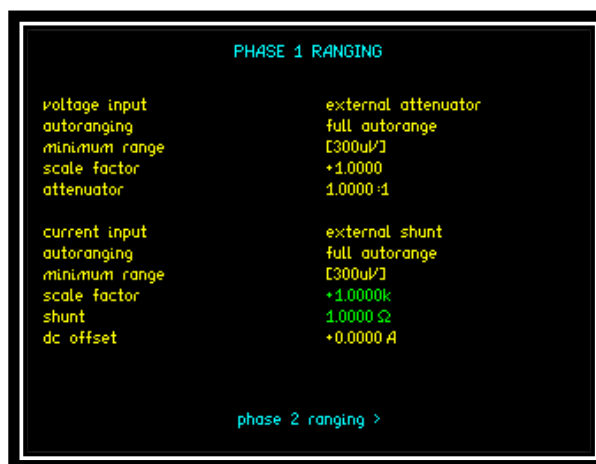 PHASE 1 RANGING
voltage input external attenuator
autoranging full autorange
minimum range [300uV]
scale factor +1.0000
attenuator 1.0000:1
current input external shunt
autoranging full autorange
minimum range [300uV]
scale factor +1.0000k
shunt 1.0000 Ω
dc offset +0.0000 A
phase 2 ranging >